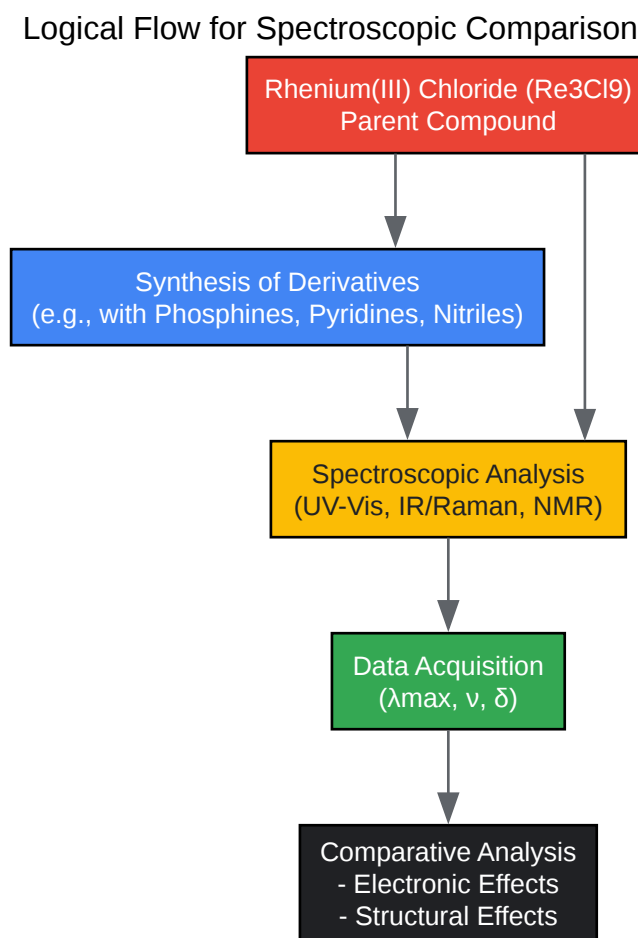 Logical Flow for Spectroscopic Comparison
Rhenium(III) Chloride (Re3Cl9)
Parent Compound
Synthesis of Derivatives
(e.g., with Phosphines, Pyridines, Nitriles)
Spectroscopic Analysis
(UV-Vis, IR/Raman, NMR)
Data Acquisition
(λmax, ν, δ)
Comparative Analysis
- Electronic Effects
- Structural Effects